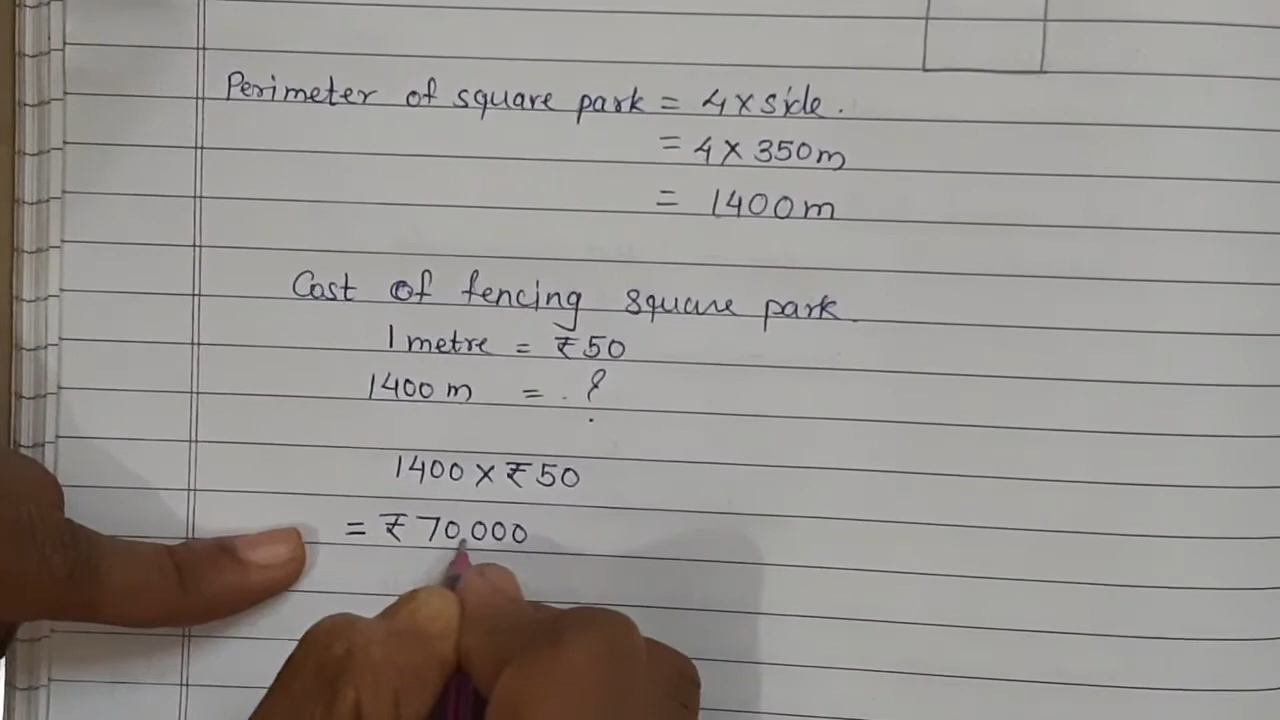 Perimeter of square park = 4 x side.
= 4 x 350m
= 1400m
Cost of fencing square park.
1 metre = ₹50
1400 m = . ?
1400 x ₹50
= ₹ 70,000